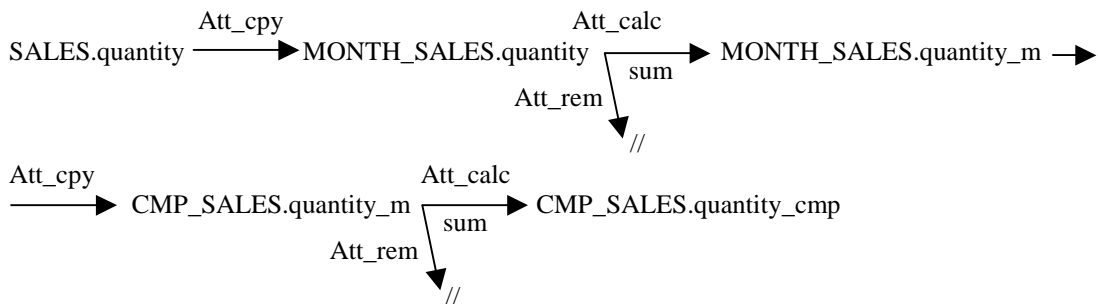 Att_cpy Att_calc
SALES.quantity MONTH_SALES.quantity MONTH_SALES.quantity_m
sum
Att_rem
//
Att_cpy Att_calc
CMP_SALES.quantity_m CMP_SALES.quantity_cmp
sum
Att_rem
//